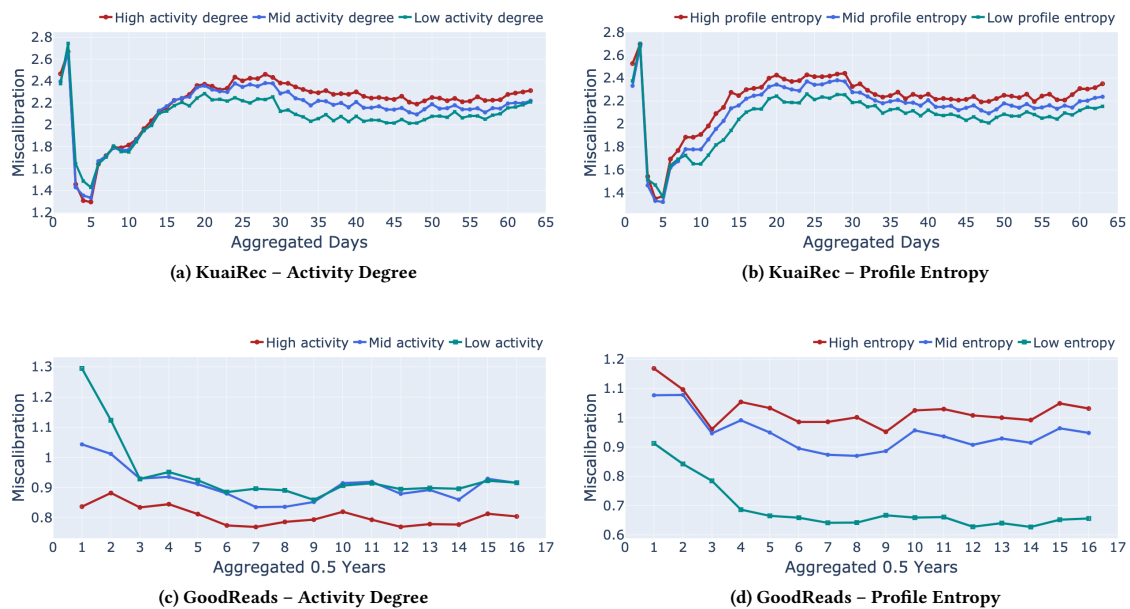 High activity degree Mid activity degree Low activity degree
2.8
2.6
2.4
2.2
2
1.8
1.6
1.4
1.2
Miscalibration
0 5 10 15 20 25 30 35 40 45 50 55 60 65
Aggregated Days
(a) KuaiRec – Activity Degree
High profile entropy Mid profile entropy Low profile entropy
2.8
2.6
2.4
2.2
2
1.8
1.6
1.4
Miscalibration
0 5 10 15 20 25 30 35 40 45 50 55 60 65
Aggregated Days
(b) KuaiRec – Profile Entropy
High activity Mid activity Low activity
1.3
1.2
1.1
1
0.9
0.8
Miscalibration
0 1 2 3 4 5 6 7 8 9 10 11 12 13 14 15 16 17
Aggregated 0.5 Years
(c) GoodReads – Activity Degree
High entropy Mid entropy Low entropy
1.2
1.1
1
0.9
0.8
0.7
0.6
Miscalibration
0 1 2 3 4 5 6 7 8 9 10 11 12 13 14 15 16 17
Aggregated 0.5 Years
(d) GoodReads – Profile Entropy